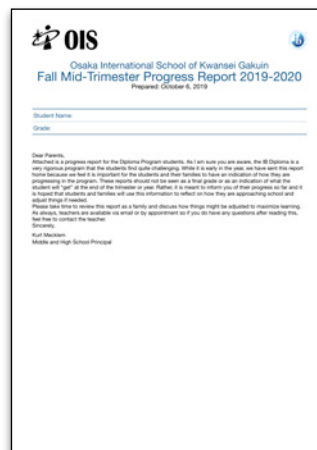 OIS
Osaka International School of Kwansei Gakuin
Fall Mid-Trimester Progress Report 2019-2020
Prepared: October 6, 2019
Student Name:
Grade:
Dear Parents,
Attached is a progress report for the Diploma Program students. As I am sure you are aware, the IB Diploma is a
very rigorous program that the students find quite challenging. While it is early in the year, we have sent this report
home because we feel it is important for the students and their families to have an indication of how they are
progressing in the program. These reports should not be seen as a final grade or as an indication of what the
student will "get" at the end of the trimester or year. Rather, it is meant to inform you of their progress so far and it
is hoped that students and families will use this information to reflect on how they are approaching school and
adjust things if needed.
Please take time to review this report as a family and discuss how things might be adjusted to maximize learning.
As always, teachers are available via email or by appointment so if you do have any questions after reading this,
feel free to contact the teacher.
Sincerely,
Kurt Mecklem
Middle and High School Principal